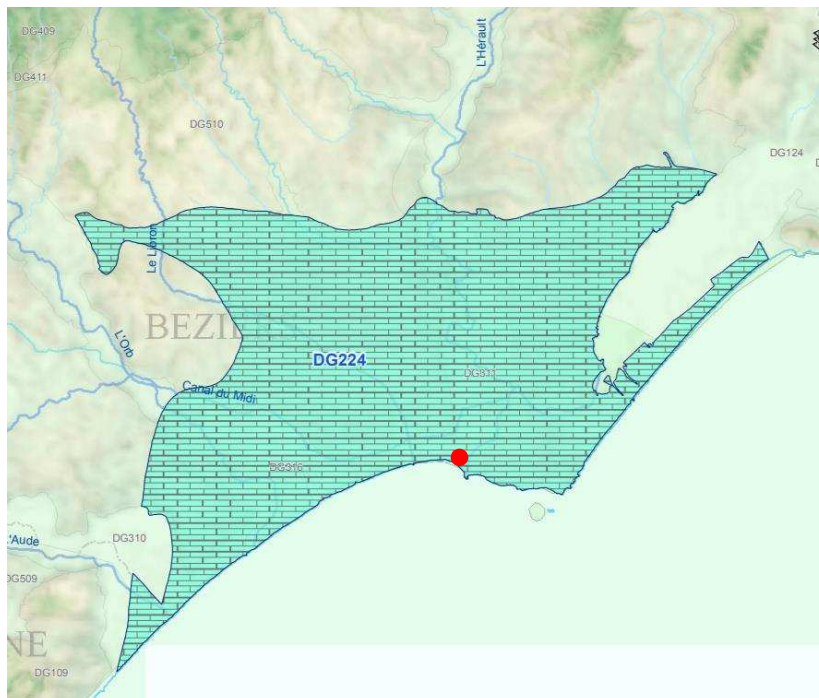 DG409
L'Hérault
DG411
DG510
DG124
Le Libron
BEZIE
L'Orb
DG224
DG311
Canal du Midi
DG316
L'Aude
DG310
DG509
NE
DG109